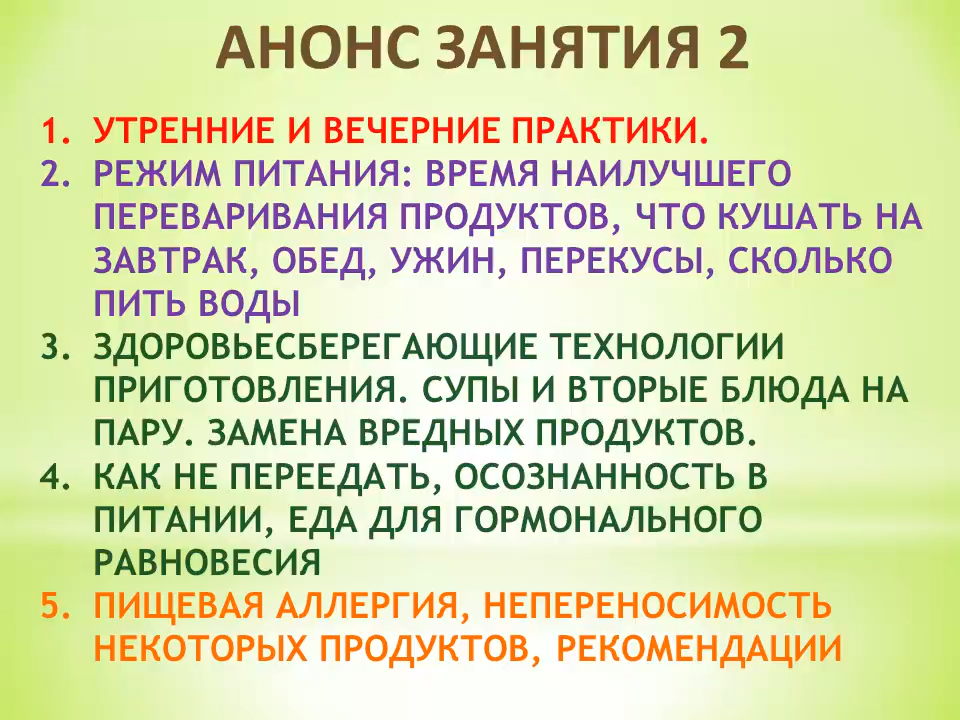 АНОНС ЗАНЯТИЯ 2
1. УТРЕННИЕ И ВЕЧЕРНИЕ ПРАКТИКИ.
2. РЕЖИМ ПИТАНИЯ: ВРЕМЯ НАИЛУЧШЕГО
ПЕРЕВАРИВАНИЯ ПРОДУКТОВ, ЧТО КУШАТЬ НА
ЗАВТРАК, ОБЕД, УЖИН, ПЕРЕКУСЫ, СКОЛЬКО
ПИТЬ ВОДЫ
3. ЗДОРОВЬЕСБЕРЕГАЮЩИЕ ТЕХНОЛОГИИ
ПРИГОТОВЛЕНИЯ. СУПЫ И ВТОРЫЕ БЛЮДА НА
ПАРУ. ЗАМЕНА ВРЕДНЫХ ПРОДУКТОВ.
4. КАК НЕ ПЕРЕЕДАТЬ, ОСОЗНАННОСТЬ В
ПИТАНИИ, ЕДА ДЛЯ ГОРМОНАЛЬНОГО
РАВНОВЕСИЯ
5. ПИЩЕВАЯ АЛЛЕРГИЯ, НЕПЕРЕНОСИМОСТЬ
НЕКОТОРЫХ ПРОДУКТОВ, РЕКОМЕНДАЦИИ